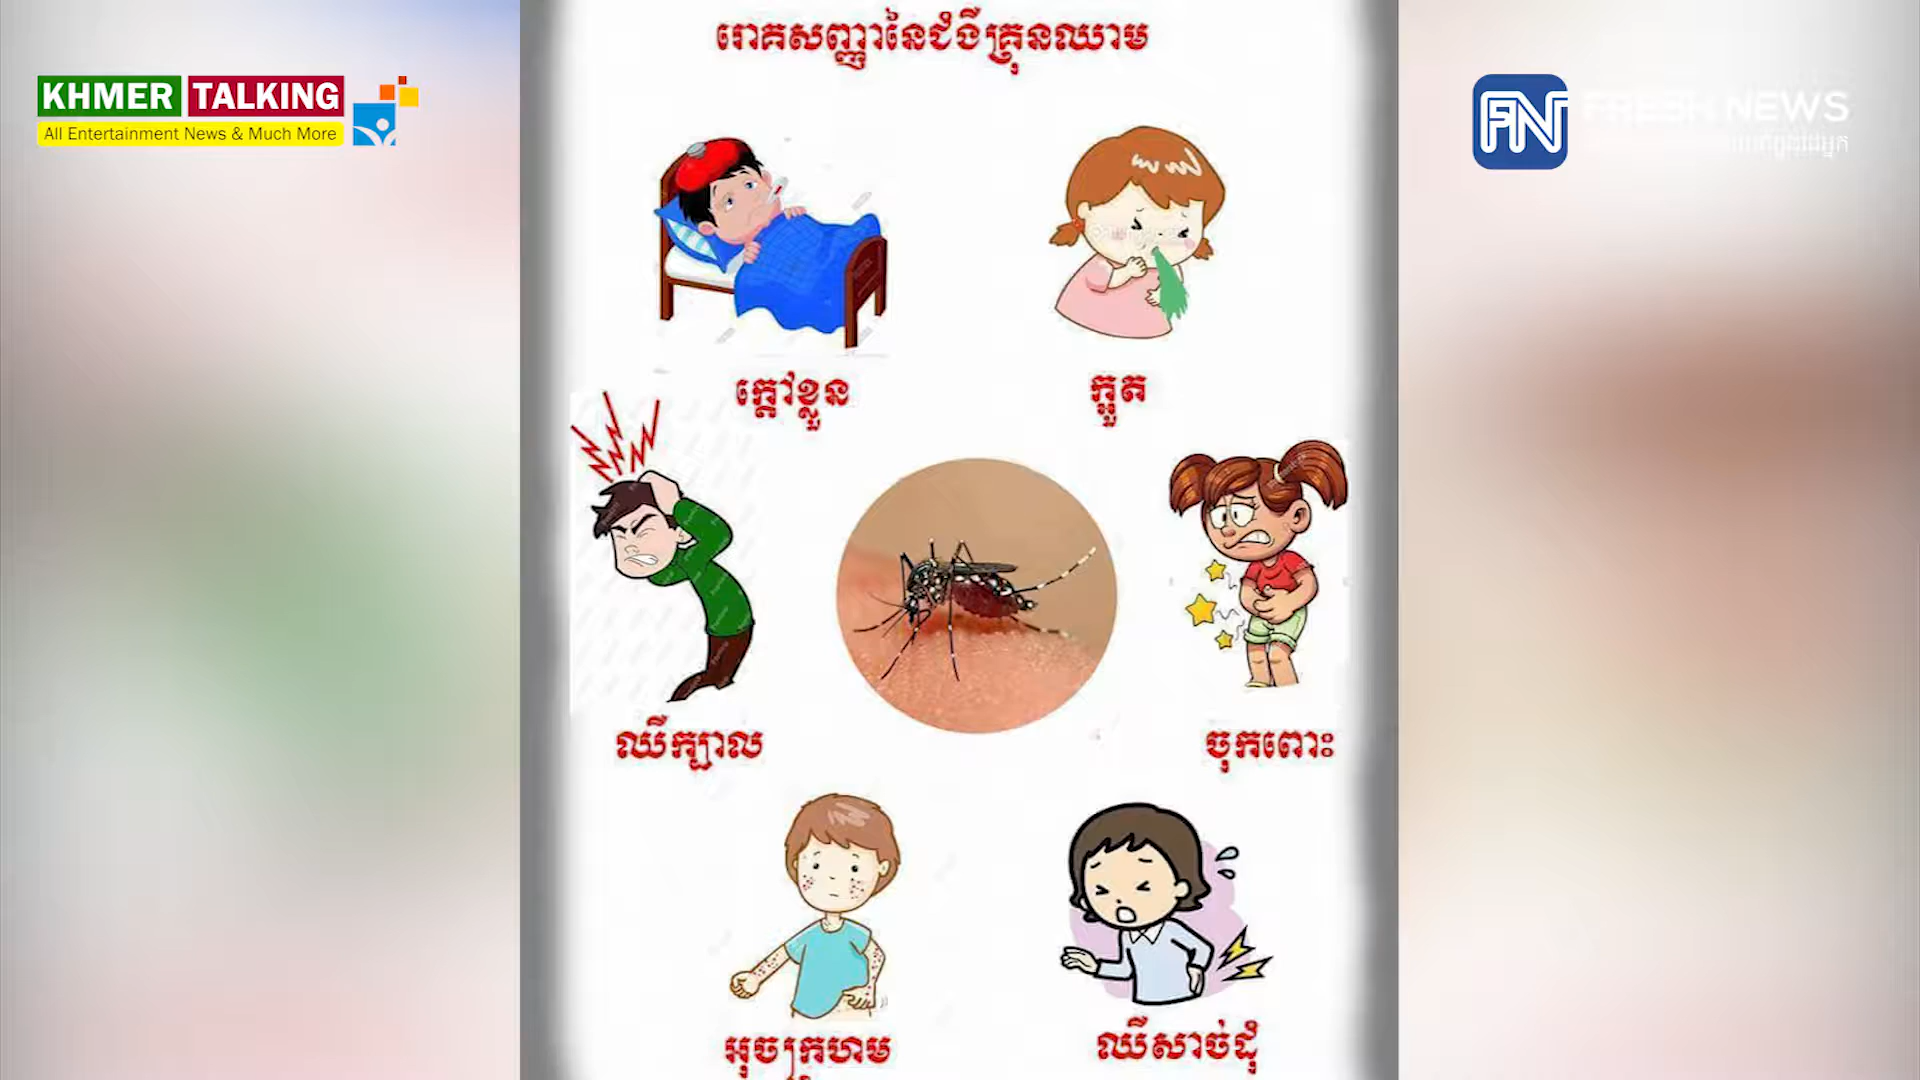 រោគសញ្ញានៃជំងឺគ្រុនឈាម
KHMER TALKING
All Entertainment News & Much More
FN FRESH NEWS
ក្តៅខ្លួន
ក្អួត
ឈឺក្បាល
ចុកពោះ
អុចក្រហម
ឈឺសាច់ដុំ